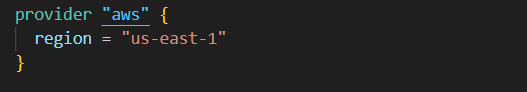 provider "aws" {
  region = "us-east-1"
}